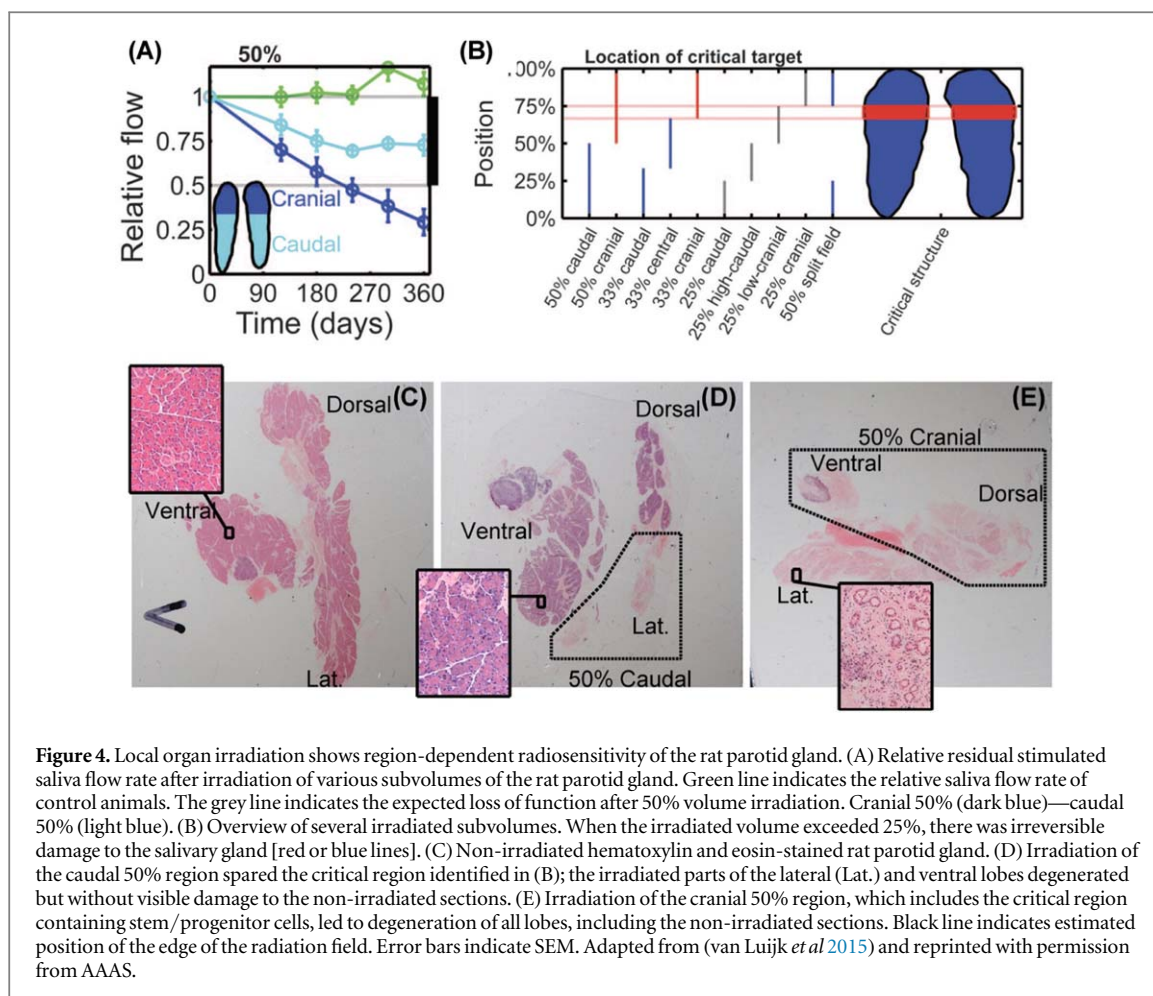 (A)
50%
Relative flow
1
0.75
0.5
0.25
0
Cranial
Caudal
0 90 180 270 360
Time (days)
(B)
Location of critical target
Position
.00%
75%
50%
25%
0%
50% caudal
50% cranial
33% caudal
33% central
33% cranial
25% caudal
25% high-caudal
25% low-cranial
25% cranial
50% split field
Critical structure
Dorsal (C)
Ventral
Lat.
(D)
Dorsal
Ventral
Lat.
50% Caudal
(E)
50% Cranial
Ventral
Dorsal
Lat.
Figure 4. Local organ irradiation shows region-dependent radiosensitivity of the rat parotid gland. (A) Relative residual stimulated
saliva flow rate after irradiation of various subvolumes of the rat parotid gland. Green line indicates the relative saliva flow rate of
control animals. The grey line indicates the expected loss of function after 50% volume irradiation. Cranial 50% (dark blue)—caudal
50% (light blue). (B) Overview of several irradiated subvolumes. When the irradiated volume exceeded 25%, there was irreversible
damage to the salivary gland [red or blue lines]. (C) Non-irradiated hematoxylin and eosin-stained rat parotid gland. (D) Irradiation of
the caudal 50% region spared the critical region identified in (B); the irradiated parts of the lateral (Lat.) and ventral lobes degenerated
but without visible damage to the non-irradiated sections. (E) Irradiation of the cranial 50% region, which includes the critical region
containing stem/progenitor cells, led to degeneration of all lobes, including the non-irradiated sections. Black line indicates estimated
position of the edge of the radiation field. Error bars indicate SEM. Adapted from (van Luijk et al 2015) and reprinted with permission
from AAAS.